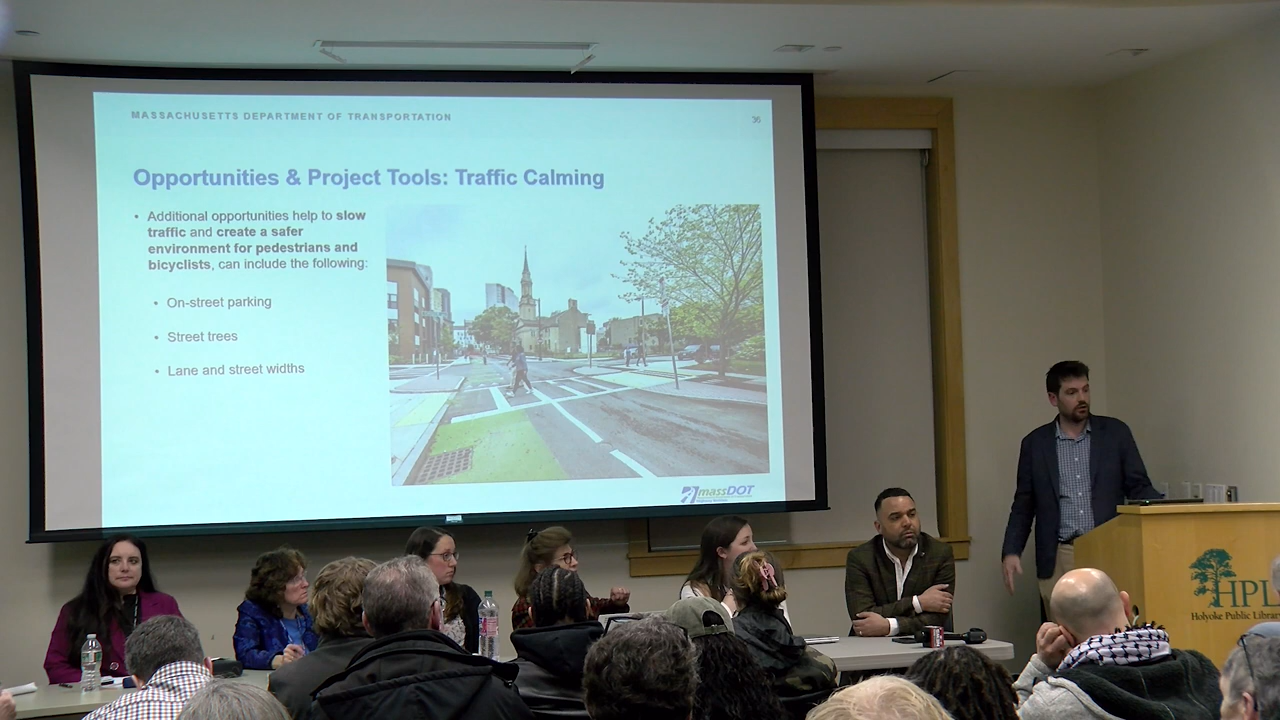 MASSACHUSETTS DEPARTMENT OF TRANSPORTATION
36
Opportunities & Project Tools: Traffic Calming
• Additional opportunities help to slow
traffic and create a safer
environment for pedestrians and
bicyclists, can include the following:
• On-street parking
• Street trees
• Lane and street widths
massDOT
HPL
Holyoke Public Library